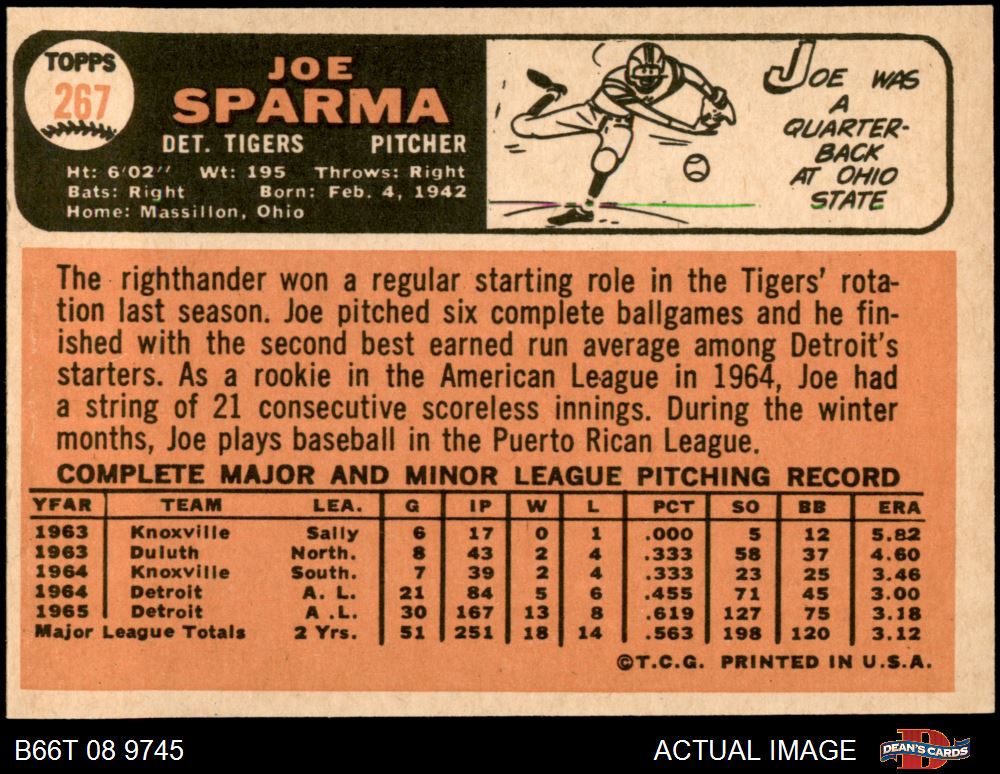 TOPPS
267
JOE
SPARMA
DET. TIGERS PITCHER
Ht: 6'02" Wt: 195 Throws: Right
Bats: Right Born: Feb. 4, 1942
Home: Massillon, Ohio
JOE WAS
A
QUARTER-
BACK
AT OHIO
STATE
The righthander won a regular starting role in the Tigers' rota-
tion last season. Joe pitched six complete ballgames and he fin-
ished with the second best earned run average among Detroit's
starters. As a rookie in the American League in 1964, Joe had
a string of 21 consecutive scoreless innings. During the winter
months, Joe plays baseball in the Puerto Rican League.
COMPLETE MAJOR AND MINOR LEAGUE PITCHING RECORD
YEAR TEAM LEA. G IP W L PCT SO BB ERA
1963 Knoxville Sally 6 17 0 1 .000 5 12 5.82
1963 Duluth North. 8 43 2 4 .333 58 37 4.60
1964 Knoxville South. 7 39 2 4 .333 23 25 3.46
1964 Detroit A. L. 21 84 5 6 .455 71 45 3.00
1965 Detroit A .L. 30 167 13 8 .619 127 75 3.18
Major League Totals 2 Yrs. 51 251 18 14 .563 198 120 3.12
©T.C.G. PRINTED IN U.S.A.
B66T 08 9745 ACTUAL IMAGE DEAN'S CARDS